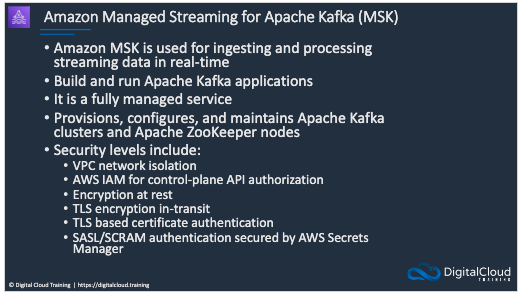 Amazon Managed Streaming for Apache Kafka (MSK)
• Amazon MSK is used for ingesting and processing
streaming data in real-time
• Build and run Apache Kafka applications
• It is a fully managed service
• Provisions, configures, and maintains Apache Kafka
clusters and Apache ZooKeeper nodes
• Security levels include:
• VPC network isolation
• AWS IAM for control-plane API authorization
• Encryption at rest
• TLS encryption in-transit
• TLS based certificate authentication
• SASL/SCRAM authentication secured by AWS Secrets
Manager
© Digital Cloud Training | https://digitalcloud.training
DigitalCloud
TRAINING